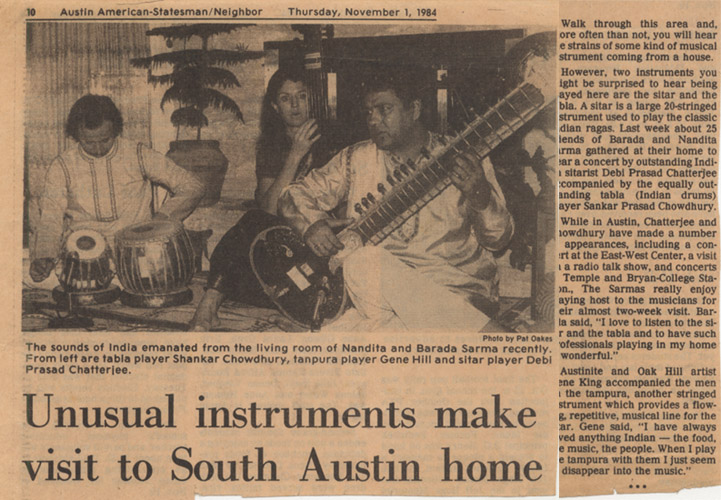 10 Austin American-Statesman/Neighbor Thursday, November 1, 1984
Photo by Pat Oakes
The sounds of India emanated from the living room of Nandita and Barada Sarma recently.
From left are tabla player Shankar Chowdhury, tanpura player Gene Hill and sitar player Debi
Prasad Chatterjee.
Unusual instruments make
visit to South Austin home
Walk through this area and,
ore often than not, you will hear
e strains of some kind of musical
strument coming from a house.
However, two instruments you
ight be surprised to hear being
ayed here are the sitar and the
bla. A sitar is a large 20-stringed
strument used to play the classic
dian ragas. Last week about 25
iends of Barada and Nandita
rma gathered at their home to
ear a concert by outstanding Indi-
sitarist Debi Prasad Chatterjee
ccompanied by the equally out-
anding tabla (Indian drums)
ayer Sankar Prasad Chowdhury.
While in Austin, Chatterjee and
howdhury have made a number
appearances, including a con-
rt at the East-West Center, a visit
a radio talk show, and concerts
Temple and Bryan-College Sta-
on., The Sarmas really enjoy
aying host to the musicians for
eir almost two-week visit. Bar-
la said, "I love to listen to the si-
r and the tabla and to have such
ofessionals playing in my home
wonderful."
Austinite and Oak Hill artist
ene King accompanied the men
the tampura, another stringed
strument which provides a flow-
g, repetitive, musical line for the
ar. Gene said, "I have always
ved anything Indian — the food,
e music, the people. When I play
e tampura with them I just seem
disappear into the music."
•••